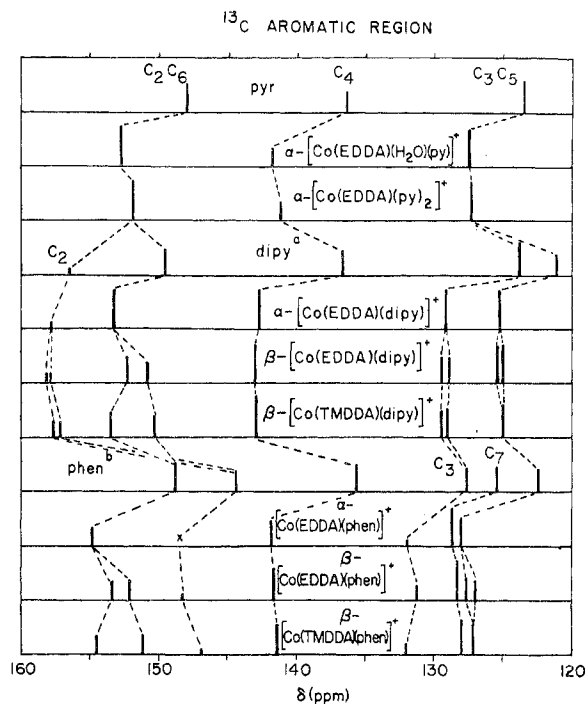 ¹³C AROMATIC REGION
C₂ C₆ pyr C₄ C₃ C₅
α-[Co(EDDA)(H₂O)(py)]⁺
α-[Co(EDDA)(py)₂]⁺
C₂ dipyᵃ
α-[Co(EDDA)(dipy)]⁺
β-[Co(EDDA)(dipy)]⁺
β-[Co(TMDDA)(dipy)]⁺
phenᵇ C₃ C₇
α-
[Co(EDDA)(phen)]⁺
x
β-
[Co(EDDA)(phen)]⁺
β-
[Co(TMDDA)(phen)]⁺
160 150 140 130 120
δ(ppm)